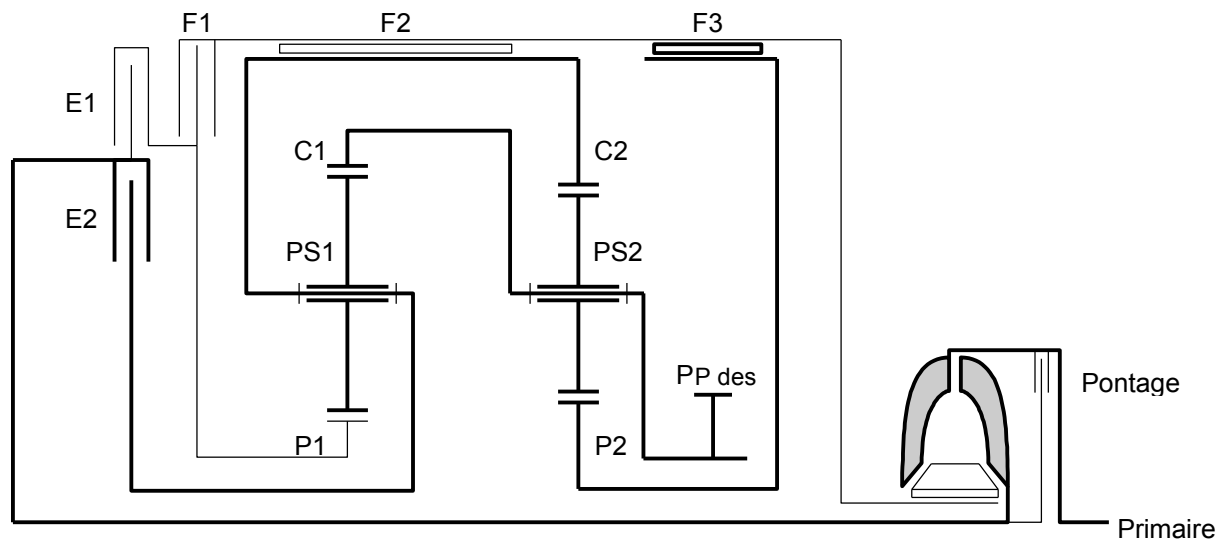 F1
F2
F3
E1
C1
C2
E2
PS1
PS2
PP des
Pontage
P1
P2
Primaire